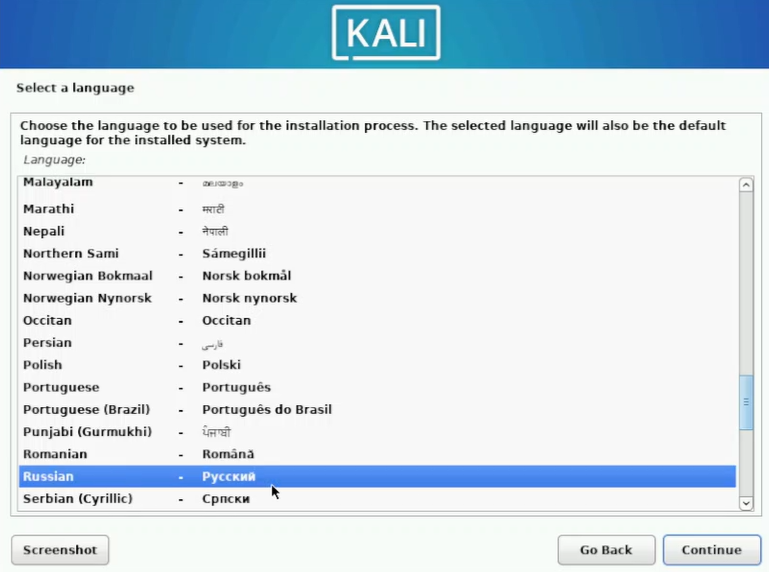 KALI
Select a language
Choose the language to be used for the installation process. The selected language will also be the default
language for the installed system.
Language:
Malayalam - മലയാളം
Marathi - मराठी
Nepali - नेपाली
Northern Sami - Sámegillii
Norwegian Bokmaal - Norsk bokmål
Norwegian Nynorsk - Norsk nynorsk
Occitan - Occitan
Persian - فارسی
Polish - Polski
Portuguese - Português
Portuguese (Brazil) - Português do Brasil
Punjabi (Gurmukhi) - ਪੰਜਾਬੀ
Romanian - Română
Russian - Русский
Serbian (Cyrillic) - Српски
Screenshot Go Back Continue